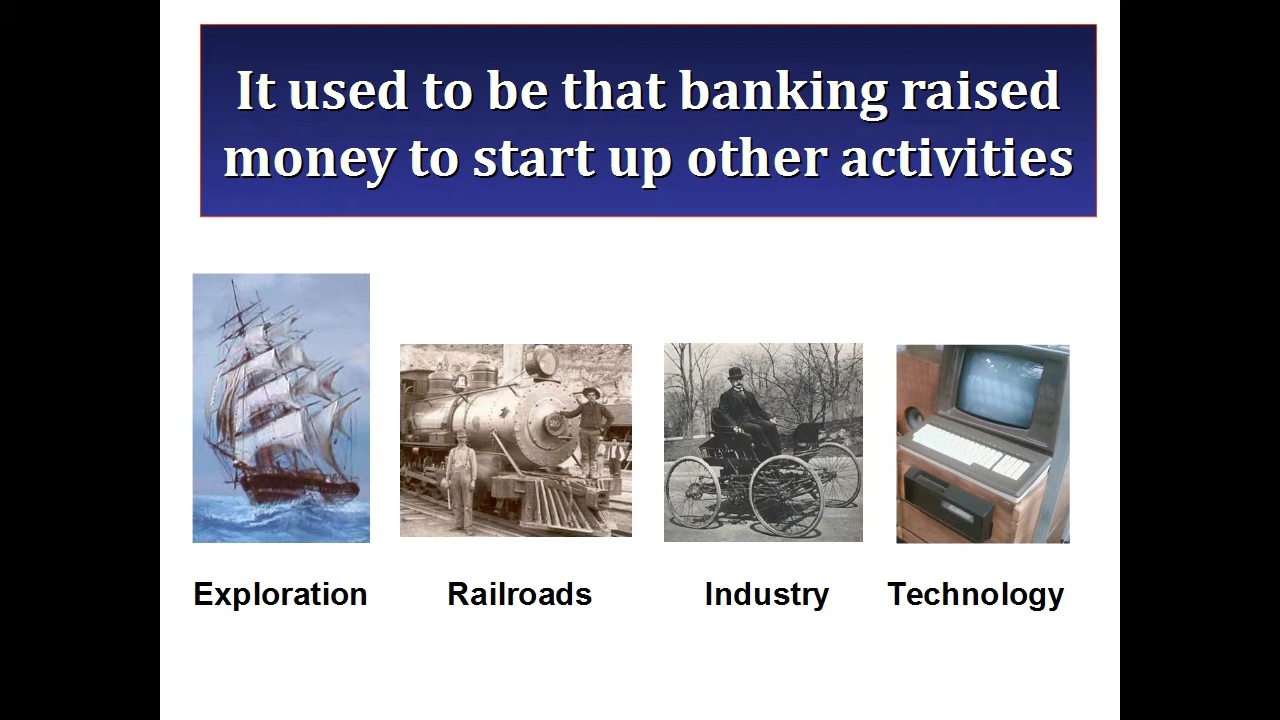 It used to be that banking raised
money to start up other activities
Exploration
Railroads
Industry
Technology